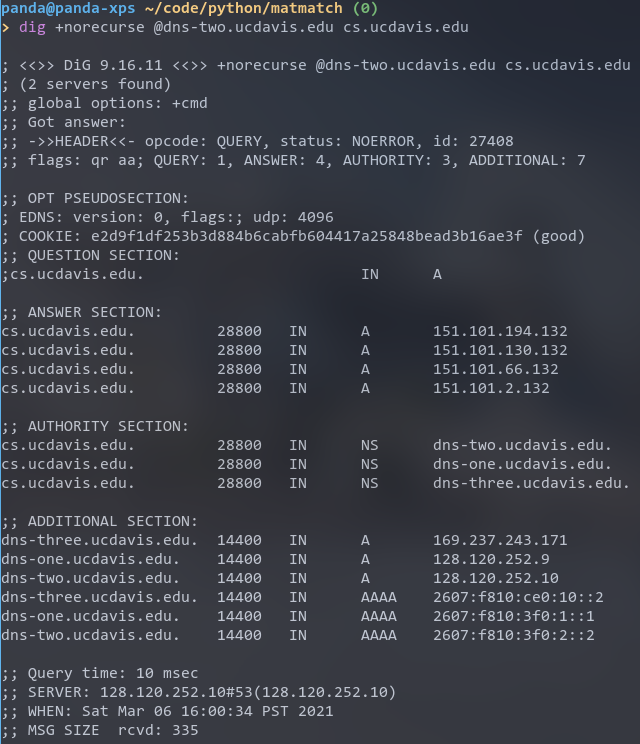 panda@panda-xps ~/code/python/matmatch (0)
> dig +norecurse @dns-two.ucdavis.edu cs.ucdavis.edu
; <<>> DiG 9.16.11 <<>> +norecurse @dns-two.ucdavis.edu cs.ucdavis.edu
; (2 servers found)
;; global options: +cmd
;; Got answer:
;; ->>HEADER<<- opcode: QUERY, status: NOERROR, id: 27408
;; flags: qr aa; QUERY: 1, ANSWER: 4, AUTHORITY: 3, ADDITIONAL: 7
;; OPT PSEUDOSECTION:
; EDNS: version: 0, flags:; udp: 4096
; COOKIE: e2d9f1df253b3d884b6cabfb604417a25848bead3b16ae3f (good)
;; QUESTION SECTION:
;cs.ucdavis.edu. IN A
;; ANSWER SECTION:
cs.ucdavis.edu. 28800 IN A 151.101.194.132
cs.ucdavis.edu. 28800 IN A 151.101.130.132
cs.ucdavis.edu. 28800 IN A 151.101.66.132
cs.ucdavis.edu. 28800 IN A 151.101.2.132
;; AUTHORITY SECTION:
cs.ucdavis.edu. 28800 IN NS dns-two.ucdavis.edu.
cs.ucdavis.edu. 28800 IN NS dns-one.ucdavis.edu.
cs.ucdavis.edu. 28800 IN NS dns-three.ucdavis.edu.
;; ADDITIONAL SECTION:
dns-three.ucdavis.edu. 14400 IN A 169.237.243.171
dns-one.ucdavis.edu. 14400 IN A 128.120.252.9
dns-two.ucdavis.edu. 14400 IN A 128.120.252.10
dns-three.ucdavis.edu. 14400 IN AAAA 2607:f810:ce0:10::2
dns-one.ucdavis.edu. 14400 IN AAAA 2607:f810:3f0:1::1
dns-two.ucdavis.edu. 14400 IN AAAA 2607:f810:3f0:2::2
;; Query time: 10 msec
;; SERVER: 128.120.252.10#53(128.120.252.10)
;; WHEN: Sat Mar 06 16:00:34 PST 2021
;; MSG SIZE rcvd: 335